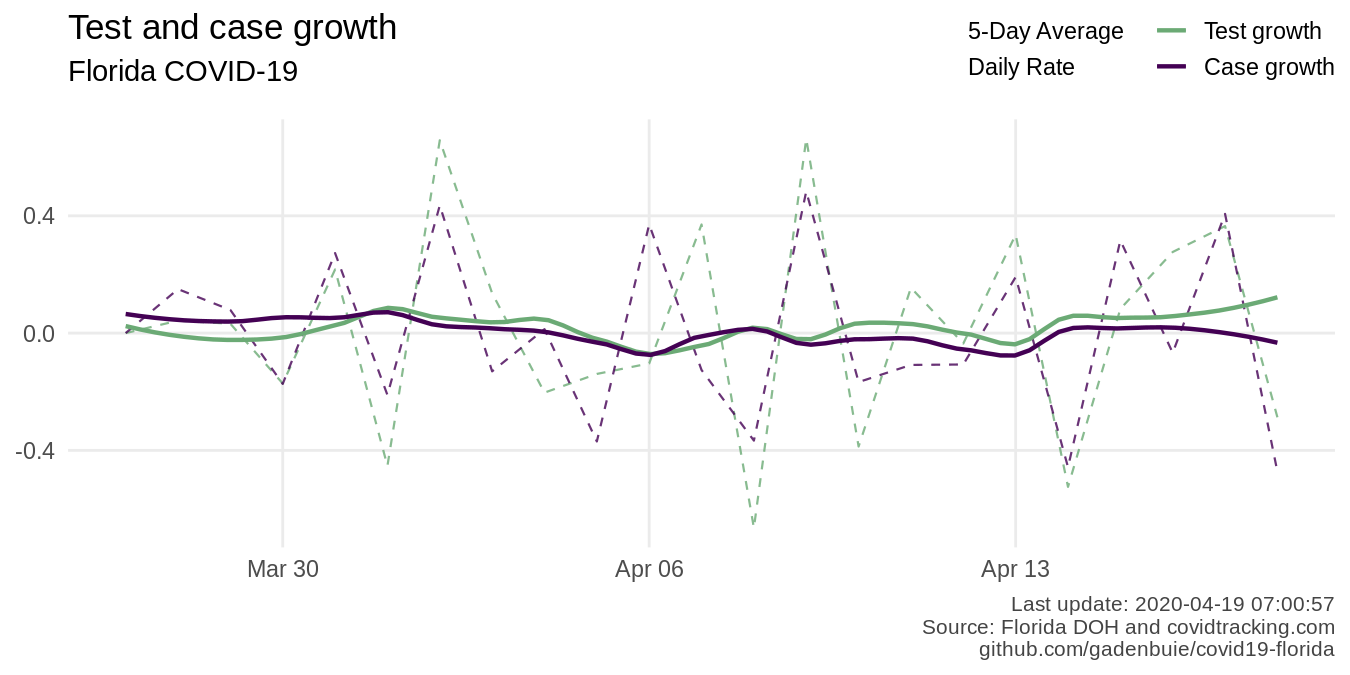 Test and case growth
Florida COVID-19
5-Day Average
Test growth
Daily Rate
Case growth
0.4
0.0
-0.4
Mar 30
Apr 06
Apr 13
Last update: 2020-04-19 07:00:57
Source: Florida DOH and covidtracking.com
github.com/gadenbuie/covid19-florida